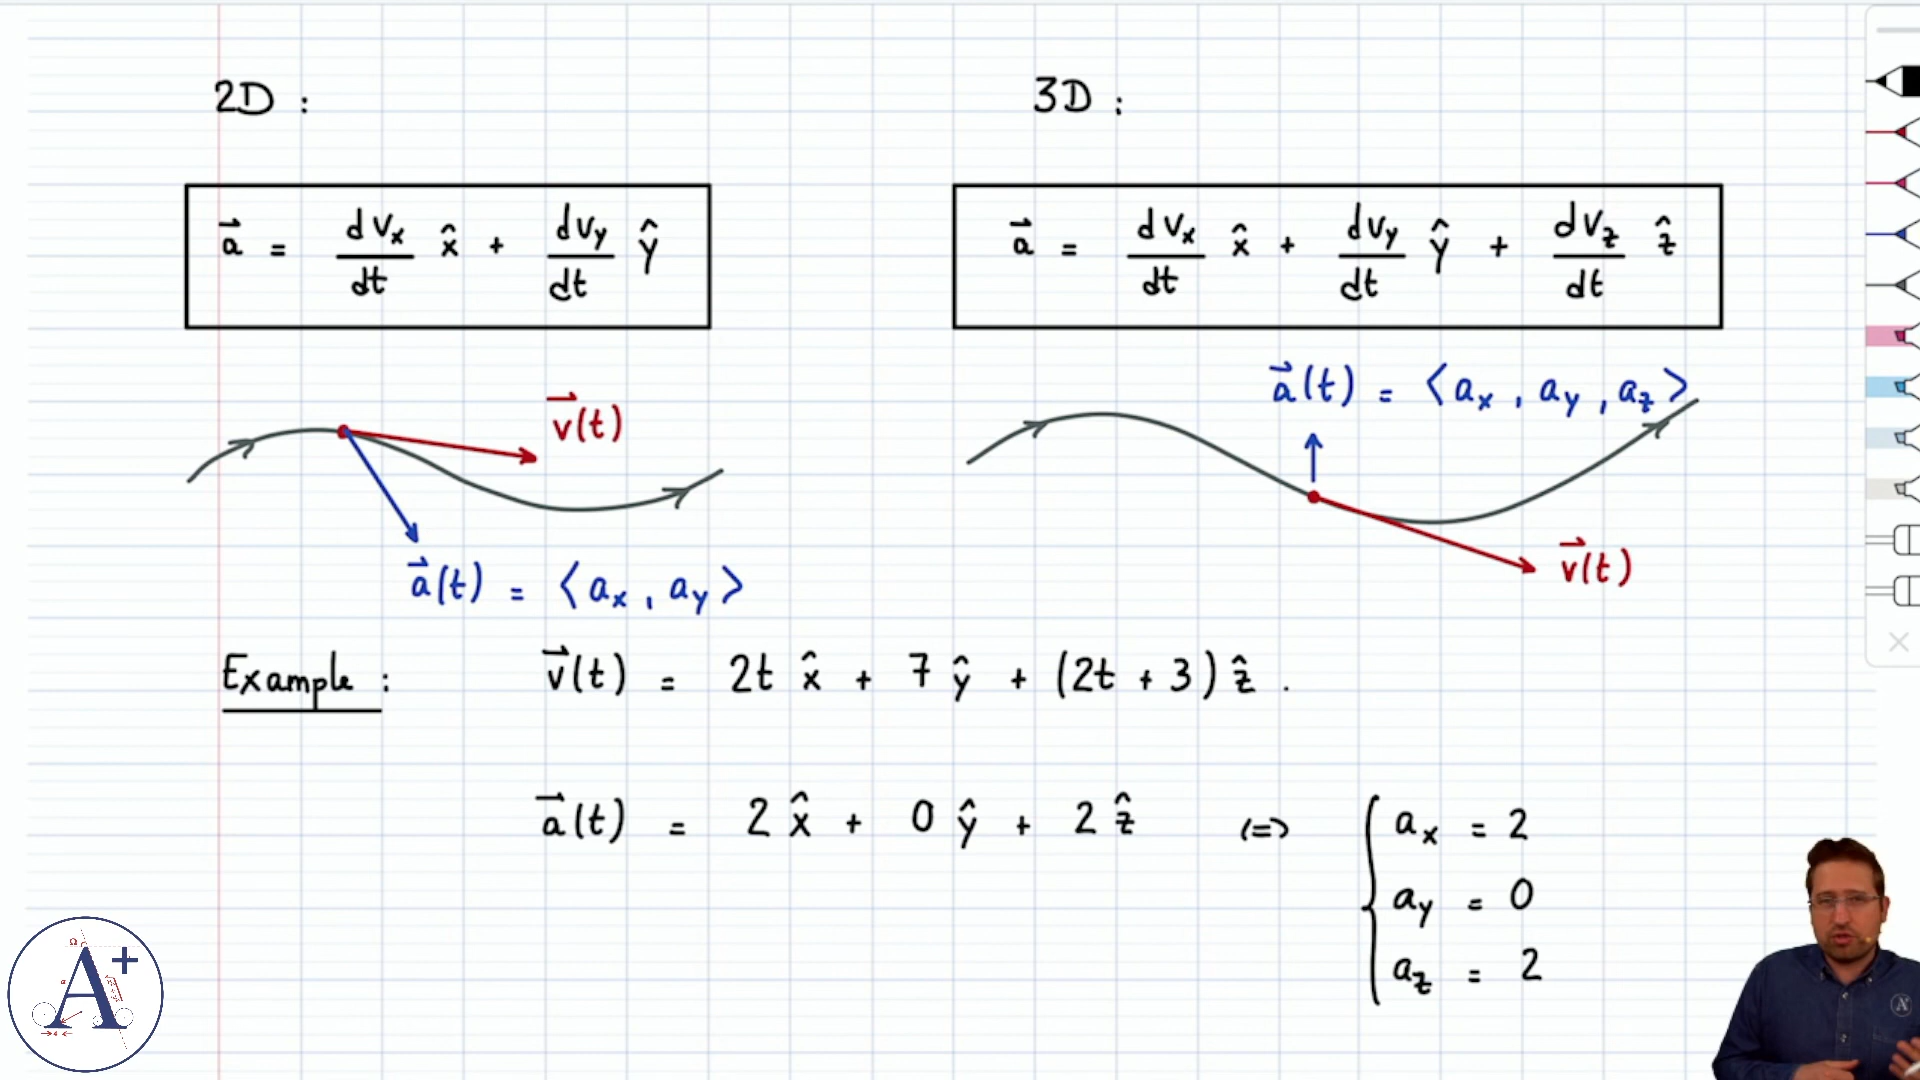 2D :
3D :
a⃗ = dvx/dt x̂ + dvy/dt ŷ
a⃗ = dvx/dt x̂ + dvy/dt ŷ + dvz/dt ẑ
v⃗(t)
a⃗(t) = ⟨ax , ay⟩
a⃗(t) = ⟨ax , ay , az⟩
v⃗(t)
Example : v⃗(t) = 2t x̂ + 7 ŷ + (2t + 3) ẑ .
a⃗(t) = 2 x̂ + 0 ŷ + 2 ẑ <=> { ax = 2
ay = 0
az = 2
A+